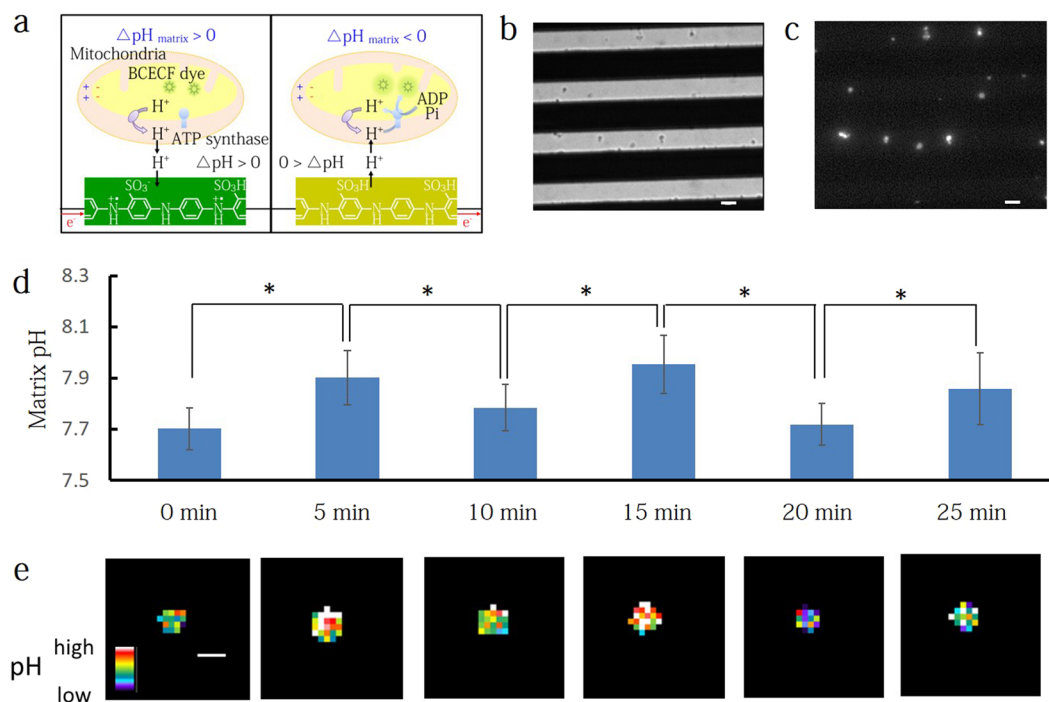 a
△pH matrix > 0
Mitochondria
BCECF dye
+ -
+ -
H⁺
H⁺
ATP synthase
H⁺
△pH > 0
SO₃⁻
SO₃H
+•
N
H
N
H
+•
N
H
N
H
e⁻
△pH matrix < 0
+ -
+ -
ADP
Pi
H⁺
H⁺
0 > △pH
H⁺
SO₃H
SO₃H
N
H
N
H
N
H
N
H
e⁻
b
c
d
Matrix pH
8.3
8.1
7.9
7.7
7.5
* * * * *
0 min 5 min 10 min 15 min 20 min 25 min
e
pH
high
low